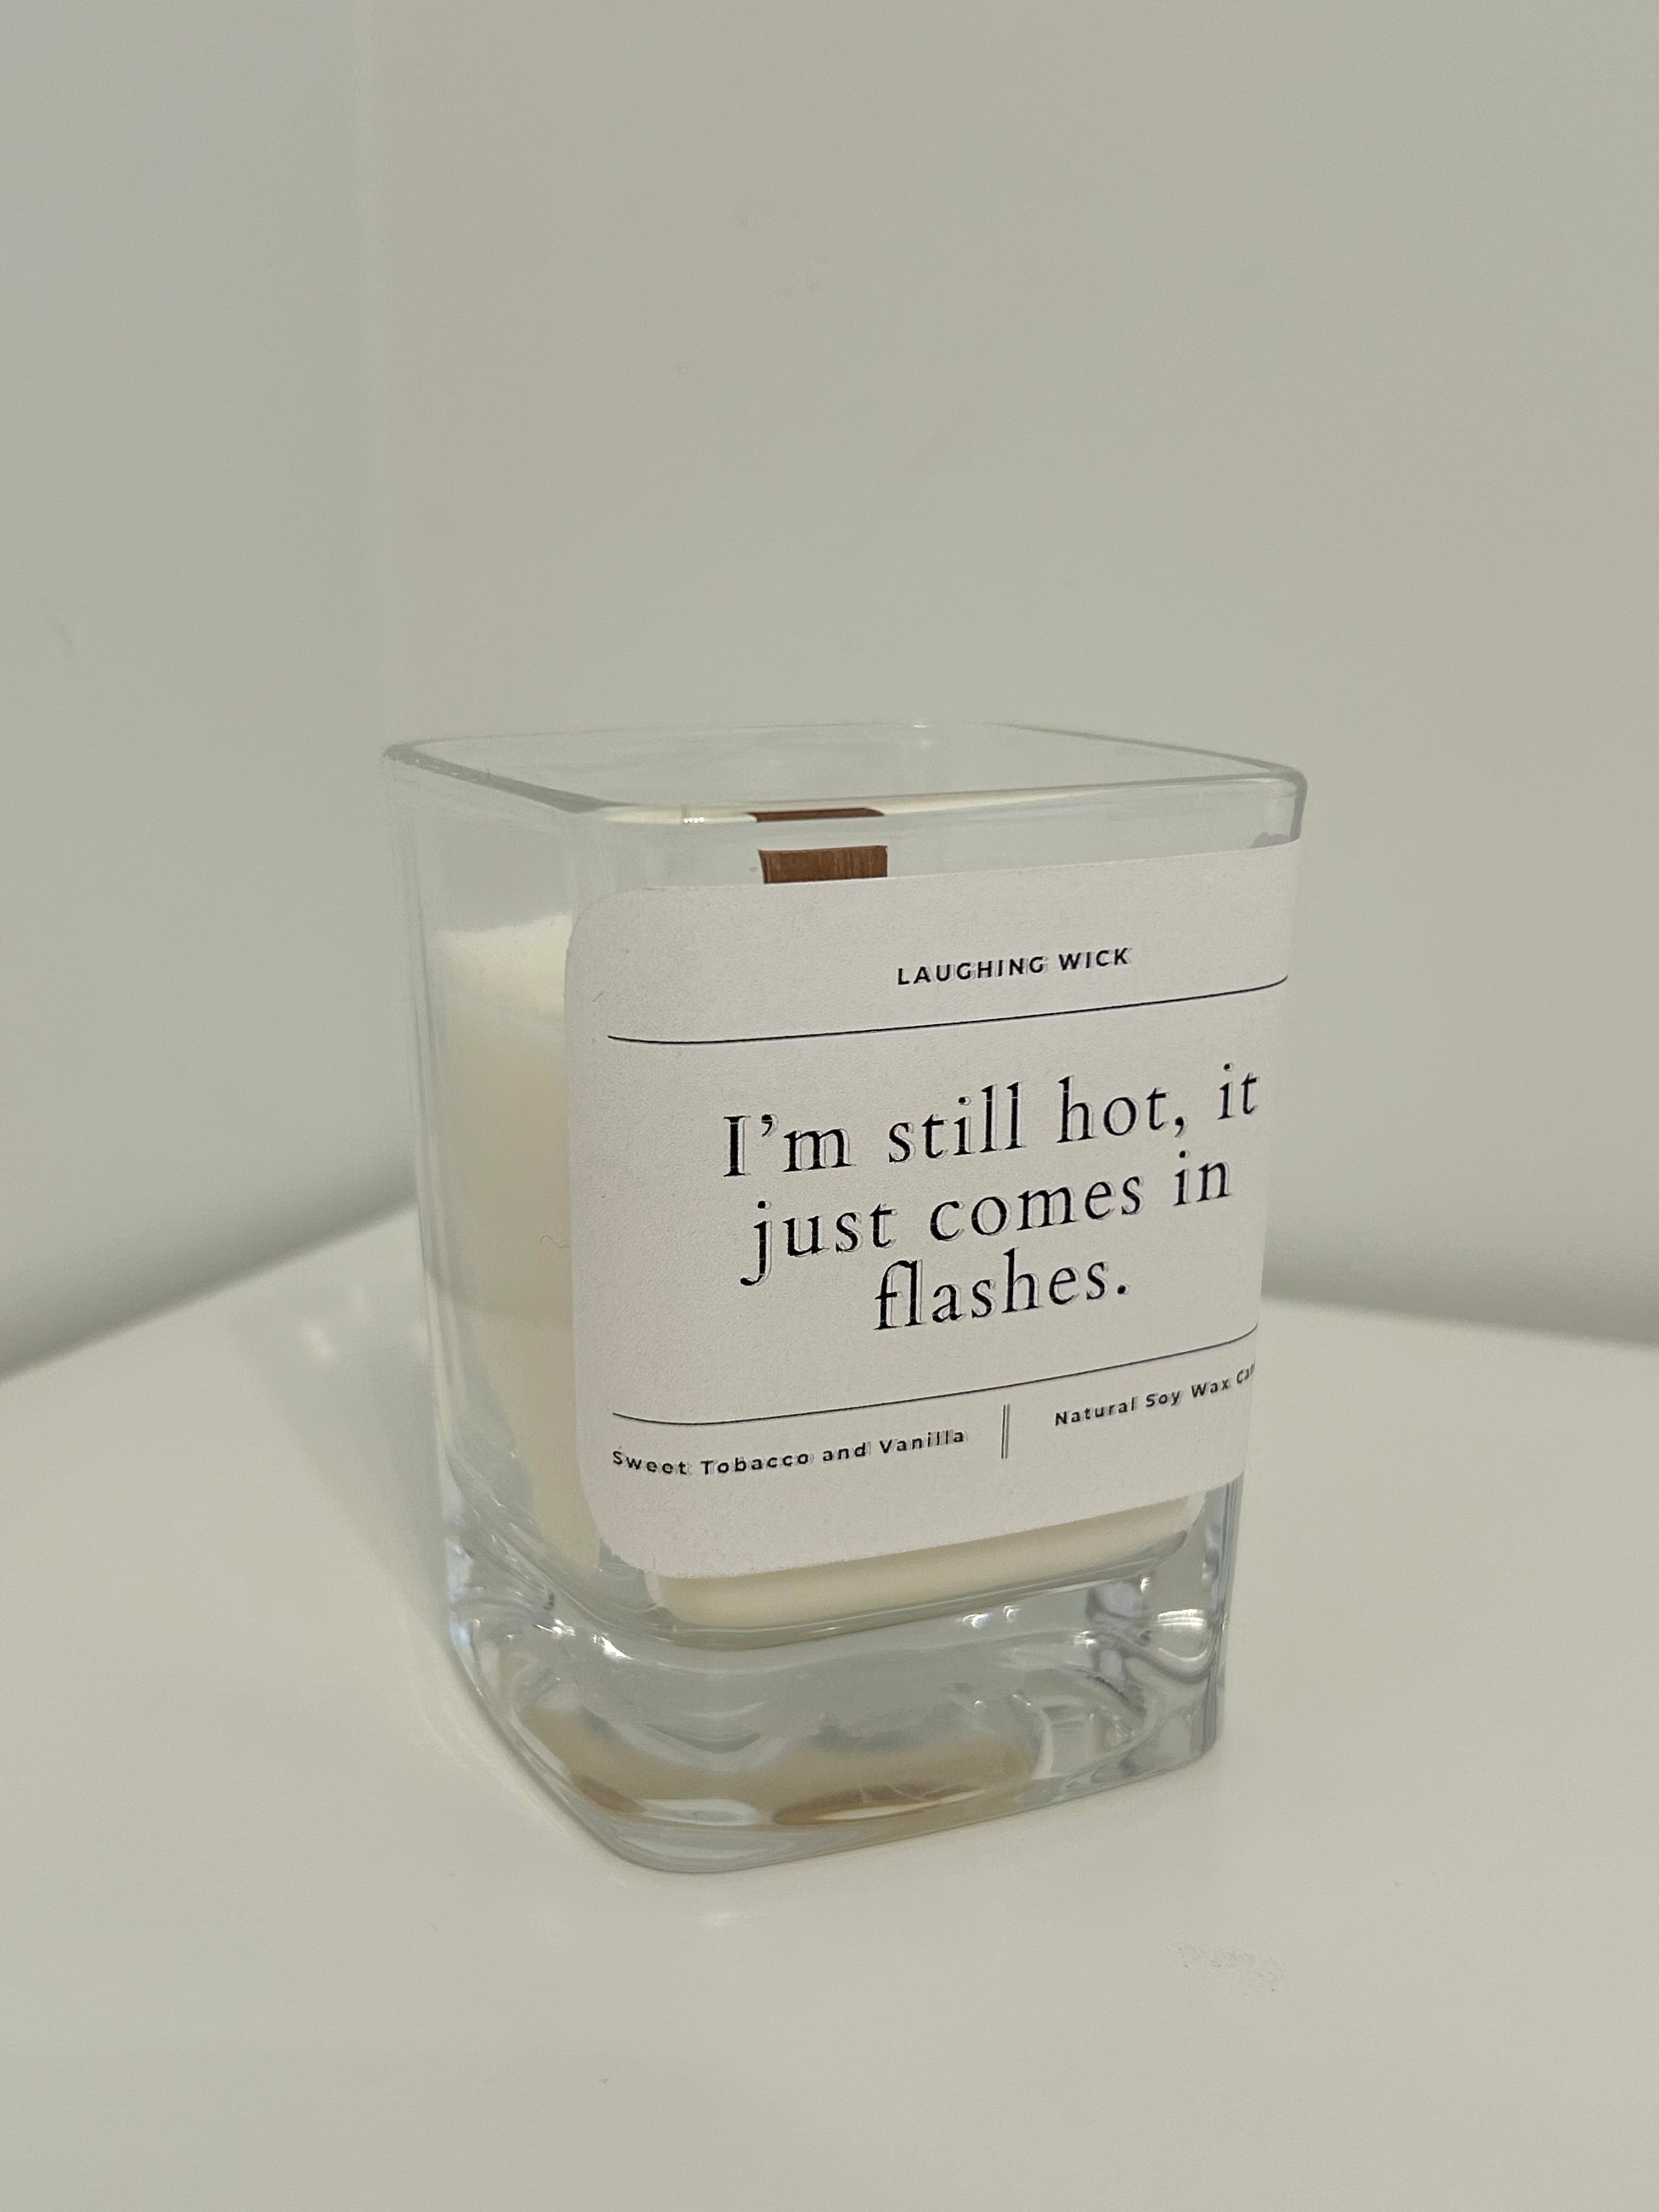 LAUGHING WICK
I'm still hot, it
just comes in
flashes.
Sweet Tobacco and Vanilla
Natural Soy Wax